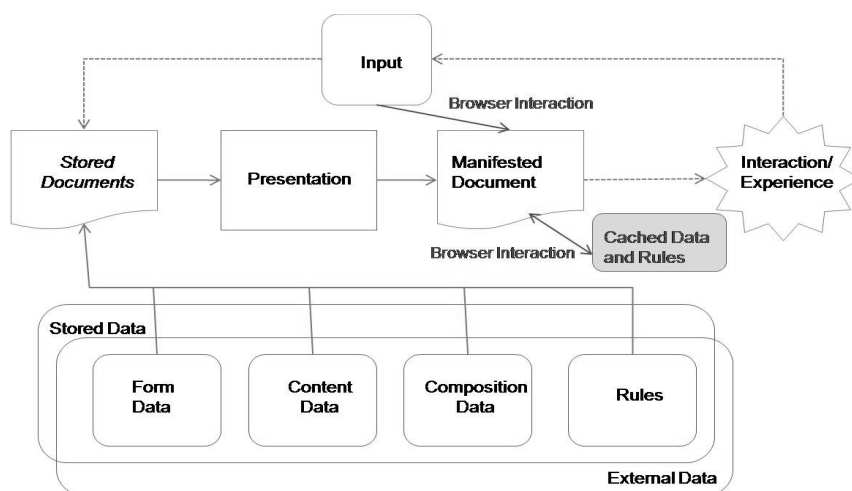 Input
Browser Interaction
Stored
Documents
Presentation
Manifested
Document
Interaction/
Experience
Browser Interaction
Cached Data
and Rules
Stored Data
Form
Data
Content
Data
Composition
Data
Rules
External Data